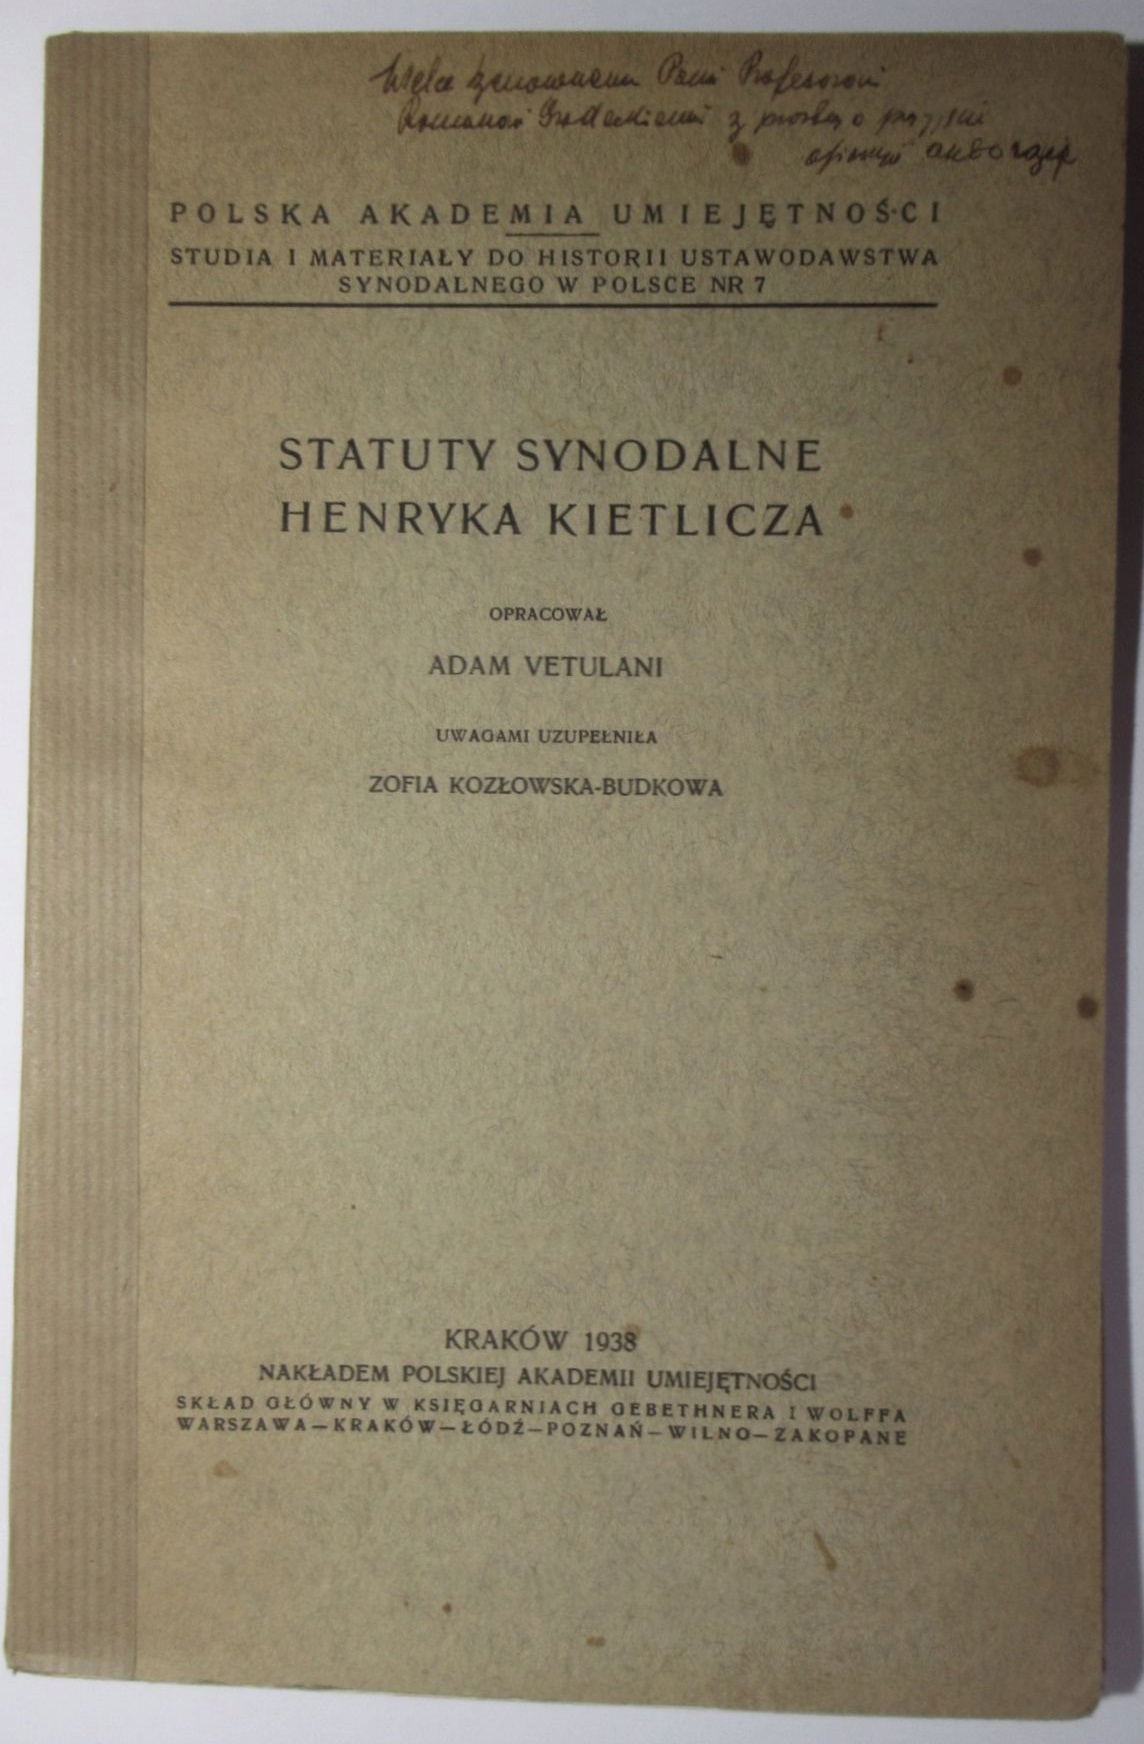 Wielce Szanownemu Panu Profesorowi
Romanowi Grodeckiemu z prośbą o przyjęcie
autorzy
POLSKA AKADEMIA UMIEJĘTNOŚCI
STUDIA I MATERIAŁY DO HISTORII USTAWODAWSTWA
SYNODALNEGO W POLSCE NR 7
STATUTY SYNODALNE
HENRYKA KIETLICZA
OPRACOWAŁ
ADAM VETULANI
UWAGAMI UZUPEŁNIŁA
ZOFIA KOZŁOWSKA-BUDKOWA
KRAKÓW 1938
NAKŁADEM POLSKIEJ AKADEMII UMIEJĘTNOŚCI
SKŁAD GŁÓWNY W KSIĘGARNIACH GEBETHNERA I WOLFFA
WARSZAWA—KRAKÓW—ŁÓDŹ—POZNAŃ—WILNO—ZAKOPANE